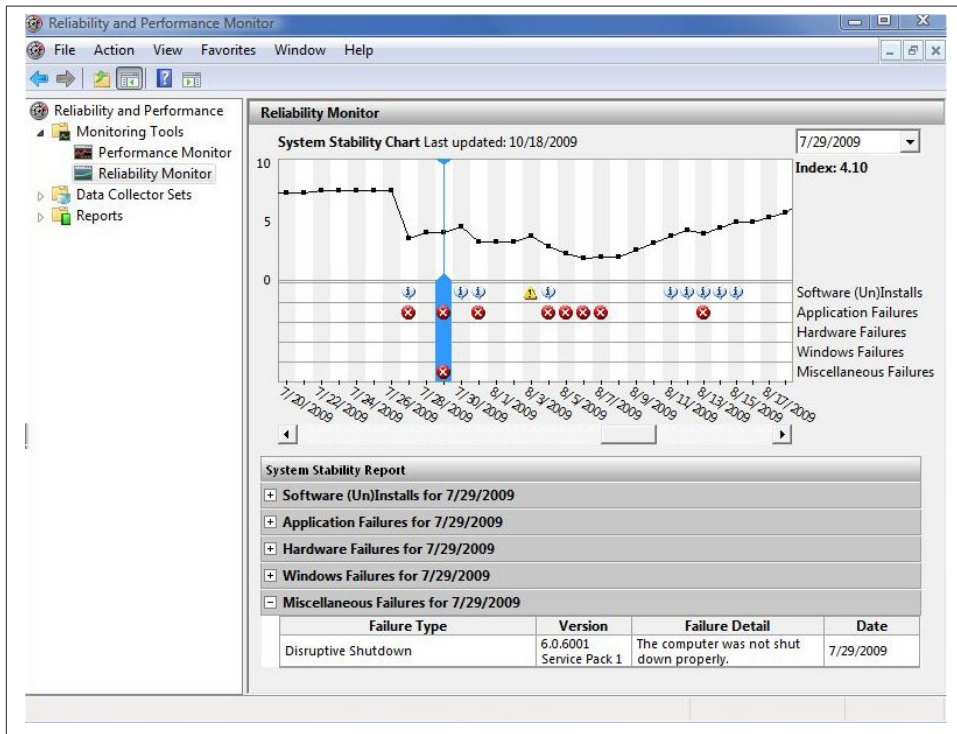 Reliability and Performance Monitor
File Action View Favorites Window Help
Reliability and Performance
Monitoring Tools
Performance Monitor
Reliability Monitor
Data Collector Sets
Reports
Reliability Monitor
System Stability Chart Last updated: 10/18/2009
7/29/2009
Index: 4.10
10
5
0
Software (Un)Installs
Application Failures
Hardware Failures
Windows Failures
Miscellaneous Failures
7/20/2009 7/22/2009 7/24/2009 7/26/2009 7/28/2009 7/30/2009 8/1/2009 8/3/2009 8/5/2009 8/7/2009 8/9/2009 8/11/2009 8/13/2009 8/15/2009 8/17/2009
System Stability Report
Software (Un)Installs for 7/29/2009
Application Failures for 7/29/2009
Hardware Failures for 7/29/2009
Windows Failures for 7/29/2009
Miscellaneous Failures for 7/29/2009
Failure Type Version Failure Detail Date
Disruptive Shutdown 6.0.6001 Service Pack 1 The computer was not shut down properly. 7/29/2009